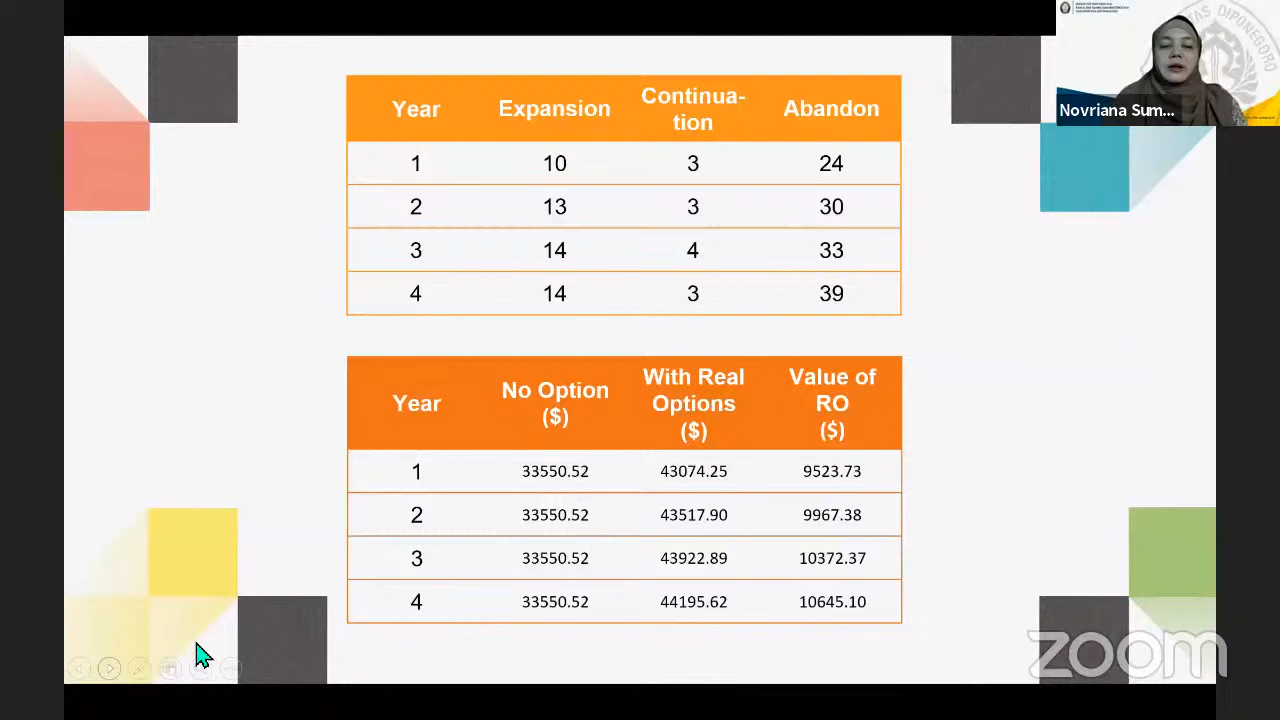 Year Expansion Continua-
tion Abandon
1 10 3 24
2 13 3 30
3 14 4 33
4 14 3 39
Year No Option
($) With Real
Options
($) Value of
RO
($)
1 33550.52 43074.25 9523.73
2 33550.52 43517.90 9967.38
3 33550.52 43922.89 10372.37
4 33550.52 44195.62 10645.10
Novriana Sum...
DIPONEGORO
zoom